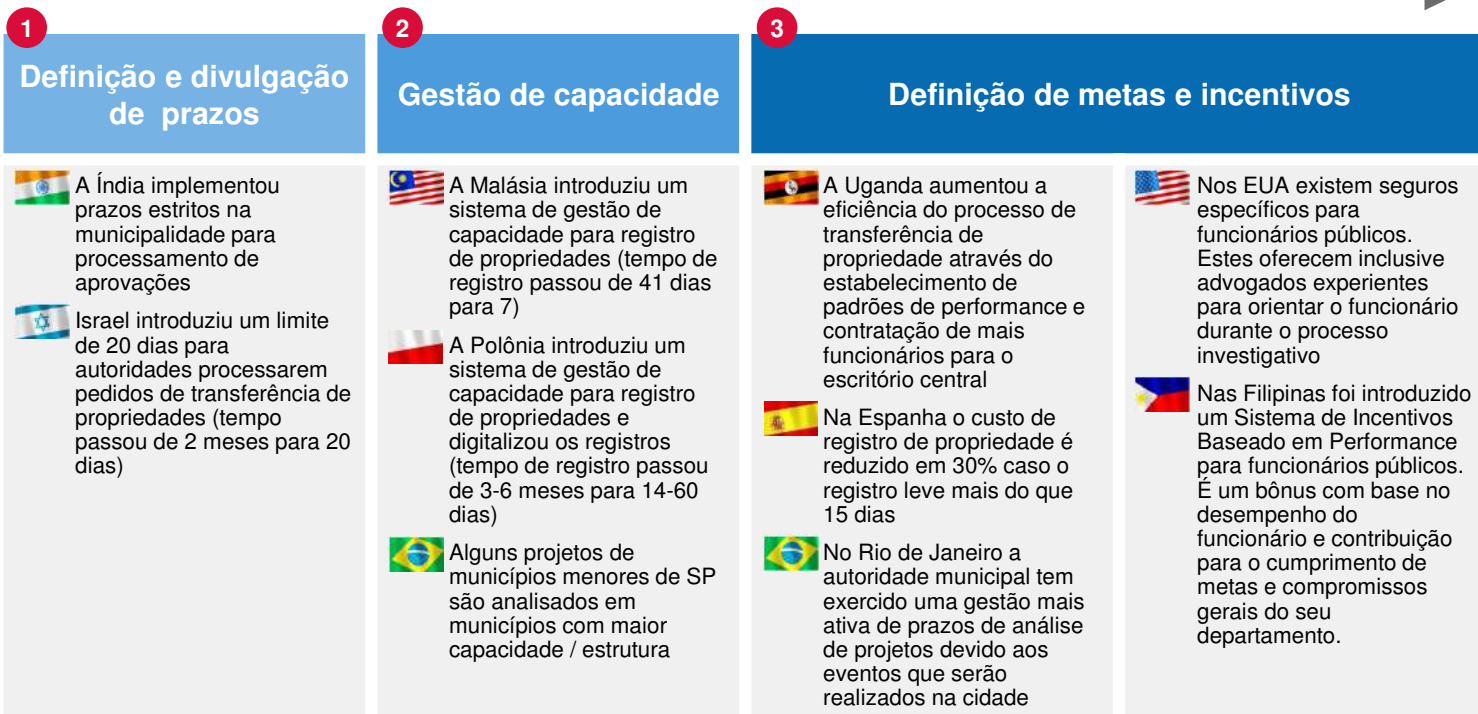 1
Definição e divulgação
de prazos
A Índia implementou
prazos estritos na
municipalidade para
processamento de
aprovações
Israel introduziu um limite
de 20 dias para
autoridades processarem
pedidos de transferência de
propriedades (tempo
passou de 2 meses para 20
dias)
2
Gestão de capacidade
A Malásia introduziu um
sistema de gestão de
capacidade para registro
de propriedades (tempo de
registro passou de 41 dias
para 7)
A Polônia introduziu um
sistema de gestão de
capacidade para registro
de propriedades e
digitalizou os registros
(tempo de registro passou
de 3-6 meses para 14-60
dias)
Alguns projetos de
municípios menores de SP
são analisados em
municípios com maior
capacidade / estrutura
3
Definição de metas e incentivos
A Uganda aumentou a
eficiência do processo de
transferência de
propriedade através do
estabelecimento de
padrões de performance e
contratação de mais
funcionários para o
escritório central
Na Espanha o custo de
registro de propriedade é
reduzido em 30% caso o
registro leve mais do que
15 dias
No Rio de Janeiro a
autoridade municipal tem
exercido uma gestão mais
ativa de prazos de análise
de projetos devido aos
eventos que serão
realizados na cidade
Nos EUA existem seguros
específicos para
funcionários públicos.
Estes oferecem inclusive
advogados experientes
para orientar o funcionário
durante o processo
investigativo
Nas Filipinas foi introduzido
um Sistema de Incentivos
Baseado em Performance
para funcionários públicos.
É um bônus com base no
desempenho do
funcionário e contribuição
para o cumprimento de
metas e compromissos
gerais do seu
departamento.